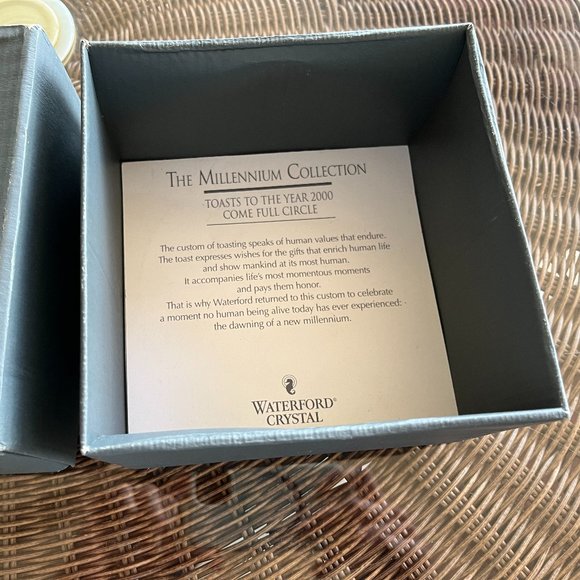 THE MILLENNIUM COLLECTION
TOASTS TO THE YEAR 2000
COME FULL CIRCLE
The custom of toasting speaks of human values that endure.
The toast expresses wishes for the gifts that enrich human life
and show mankind at its most human.
It accompanies life's most momentous moments
and pays them honor.
That is why Waterford returned to this custom to celebrate
a moment no human being alive today has ever experienced:
the dawning of a new millennium.
WATERFORD®
CRYSTAL